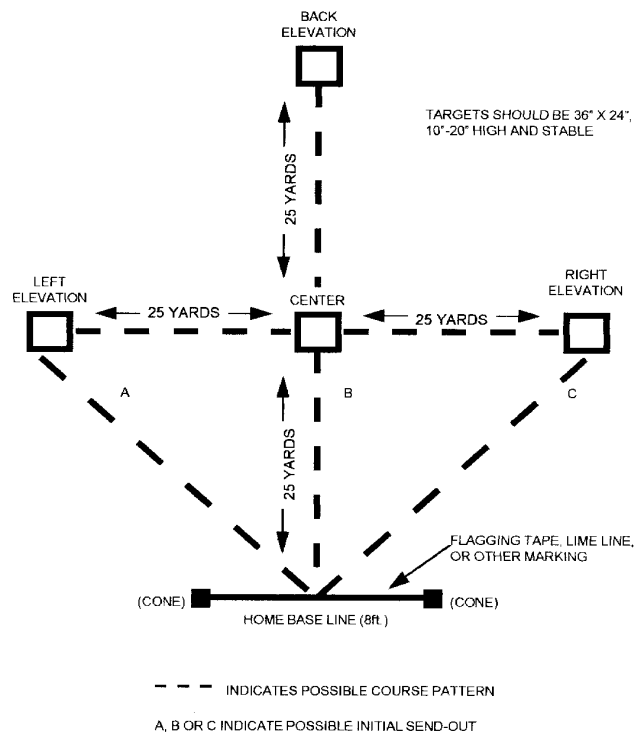 BACK
ELEVATION
TARGETS SHOULD BE 36" X 24",
10"-20" HIGH AND STABLE
25 YARDS
LEFT
ELEVATION
25 YARDS
CENTER
25 YARDS
RIGHT
ELEVATION
A
B
C
25 YARDS
FLAGGING TAPE, LIME LINE,
OR OTHER MARKING
(CONE)
(CONE)
HOME BASE LINE (8ft.)
INDICATES POSSIBLE COURSE PATTERN
A, B OR C INDICATE POSSIBLE INITIAL SEND-OUT